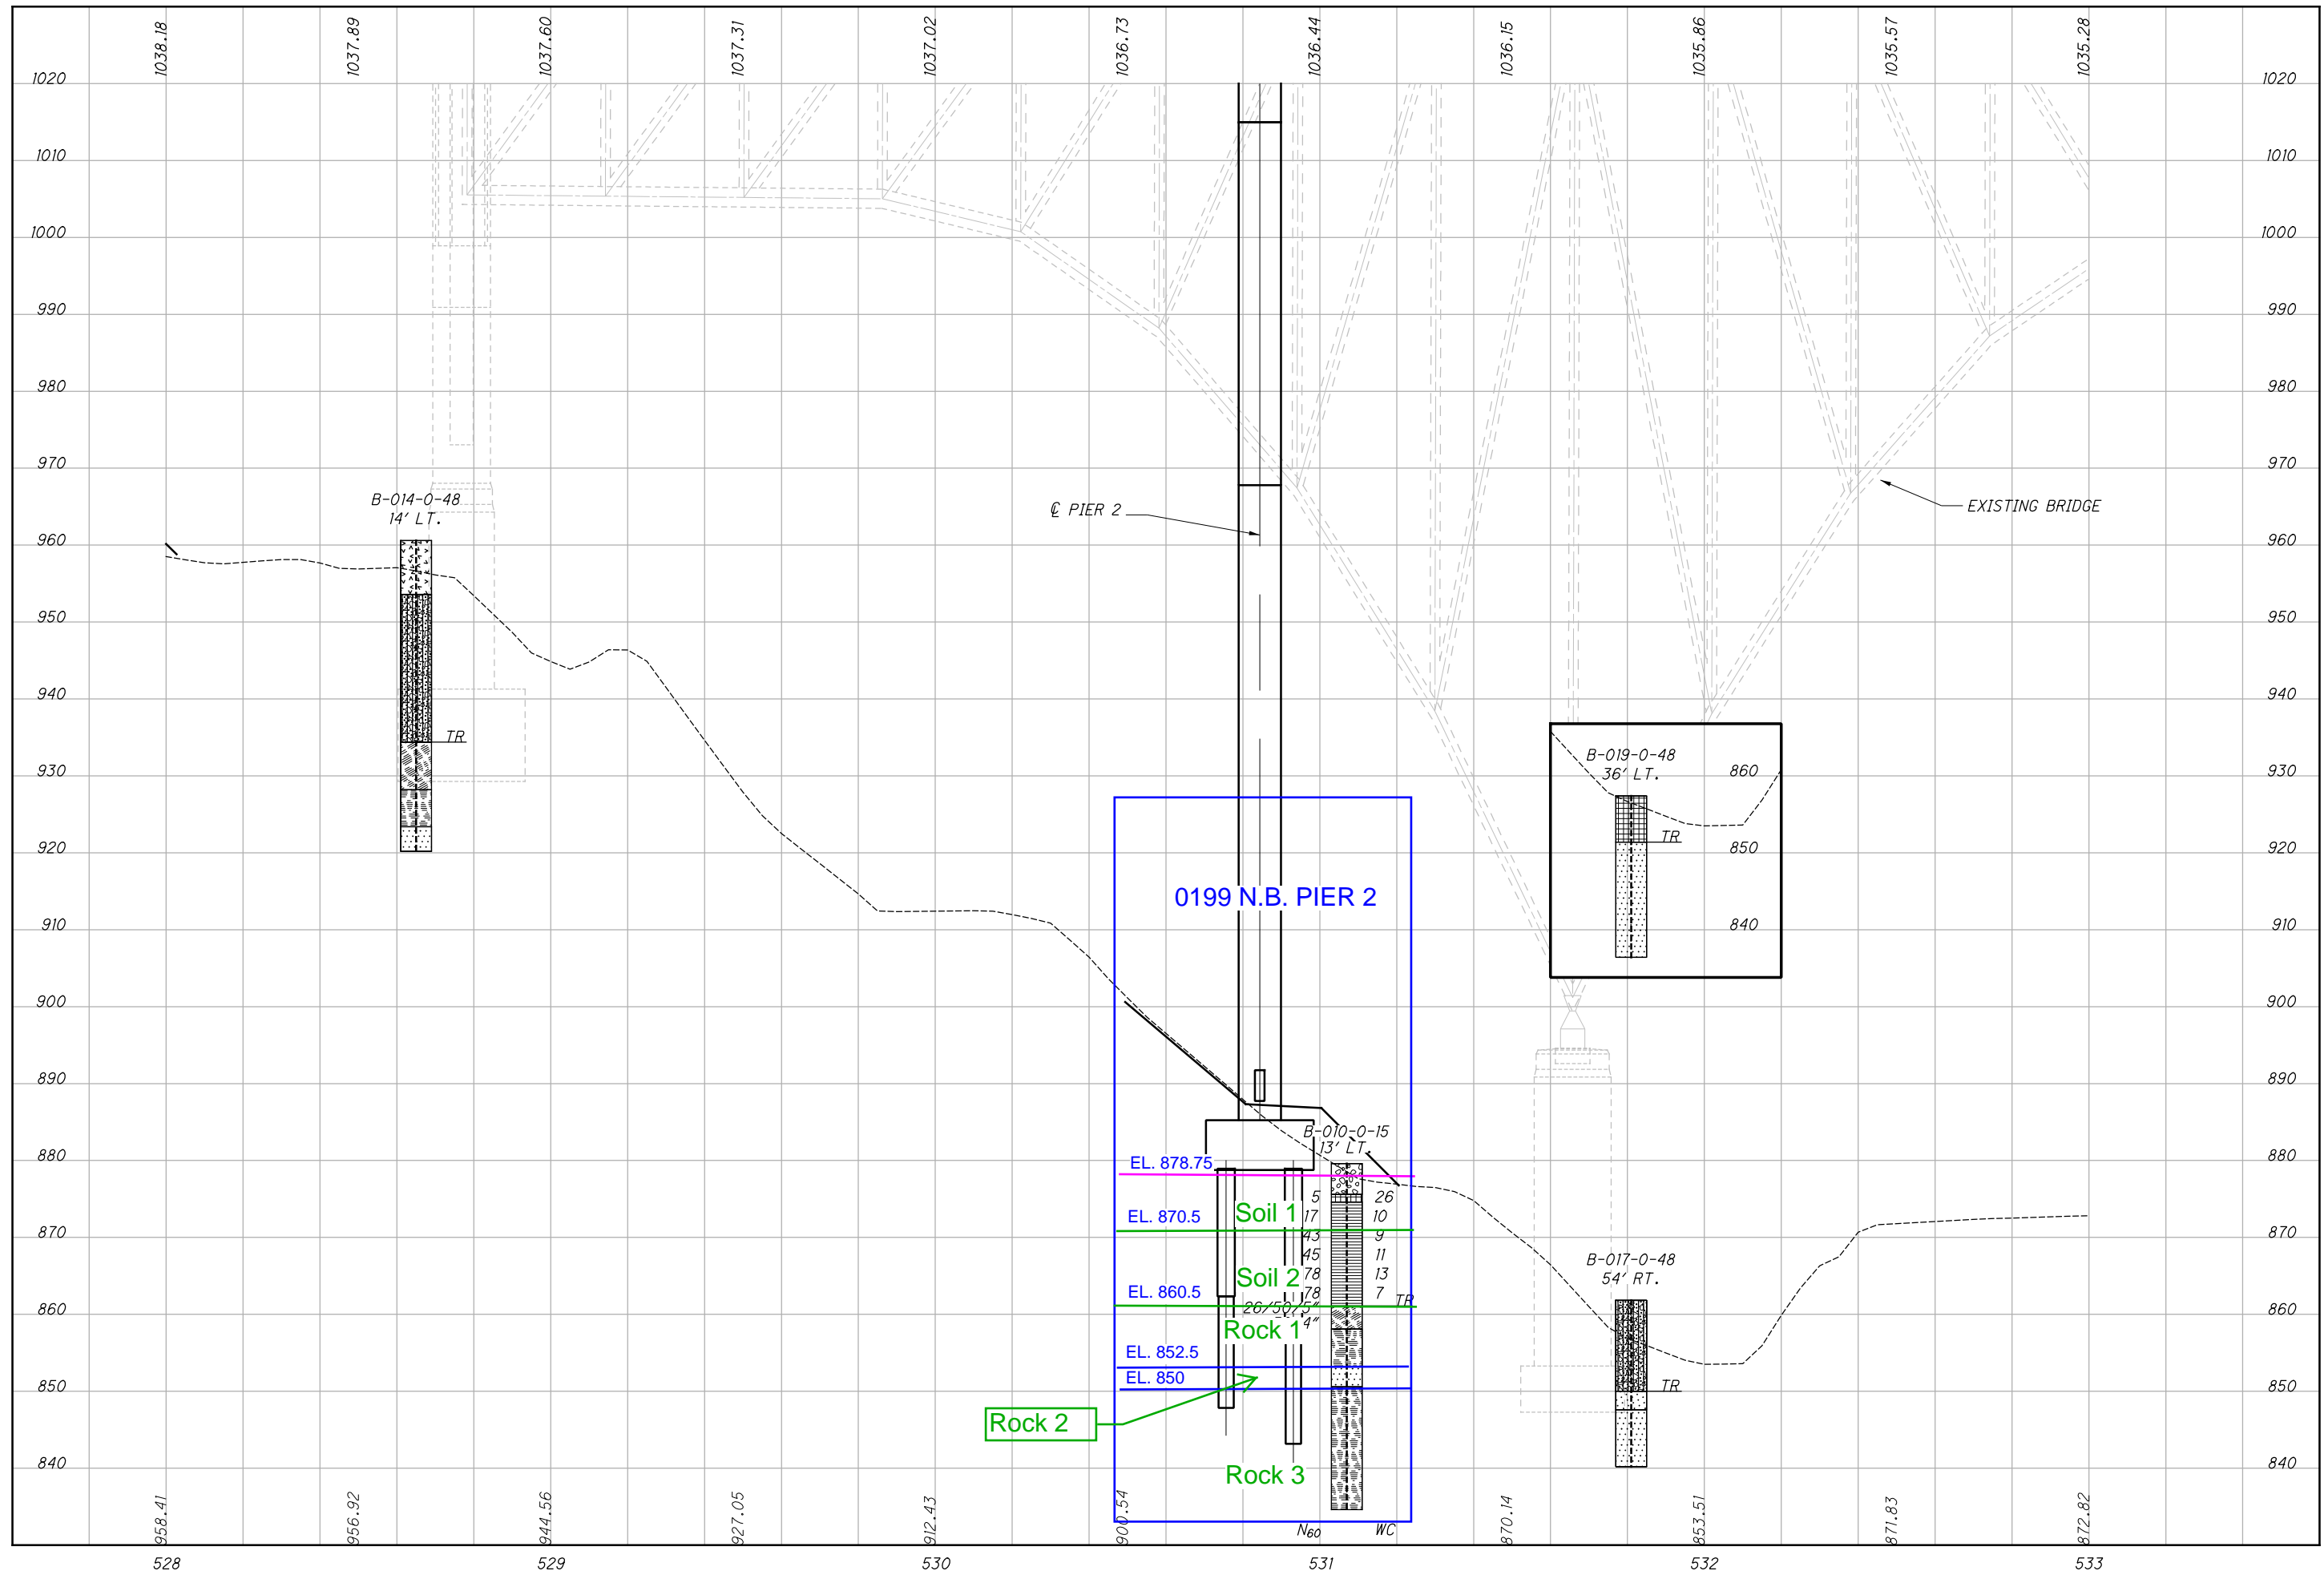 1038.18
1037.89
1037.60
1037.31
1037.02
1036.73
1036.44
1036.15
1035.86
1035.57
1035.28
1020 1020
1010 1010
1000 1000
990 990
980 980
970 970
B-014-0-48
14' LT.
℄ PIER 2
EXISTING BRIDGE
960 960
950 950
940 940
TR
B-019-0-48
36' LT.
860
930 930
TR
850
920 920
0199 N.B. PIER 2
840
910 910
900 900
890 890
B-010-0-15
13' LT.
880 880
EL. 878.75
5 26
Soil 1 17 10
EL. 870.5
870 870
43 9
45 11
B-017-0-48
54' RT.
Soil 2 78 13
EL. 860.5
78 7
TR
26/50/5"
860 860
Rock 1 4"
EL. 852.5
EL. 850
TR
850 850
Rock 2
Rock 3
840 840
958.41
956.92
944.56
927.05
912.43
900.54
N60 WC
870.14
853.51
871.83
872.82
528 529 530 531 532 533